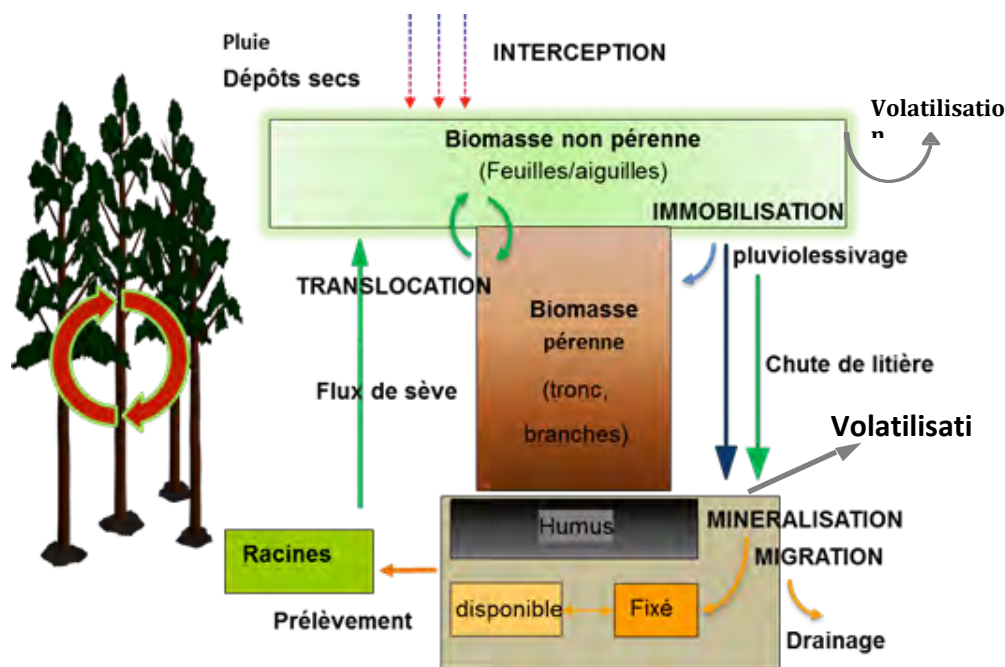 Pluie
Dépôts secs
INTERCEPTION
Volatilisatio
n
Biomasse non pérenne
(Feuilles/aiguilles)
IMMOBILISATION
TRANSLOCATION
pluviolessivage
Biomasse
pérenne
(tronc,
branches)
Flux de sève
Chute de litière
Volatilisati
Humus
MINERALISATION
MIGRATION
Racines
Prélèvement
disponible
Fixé
Drainage